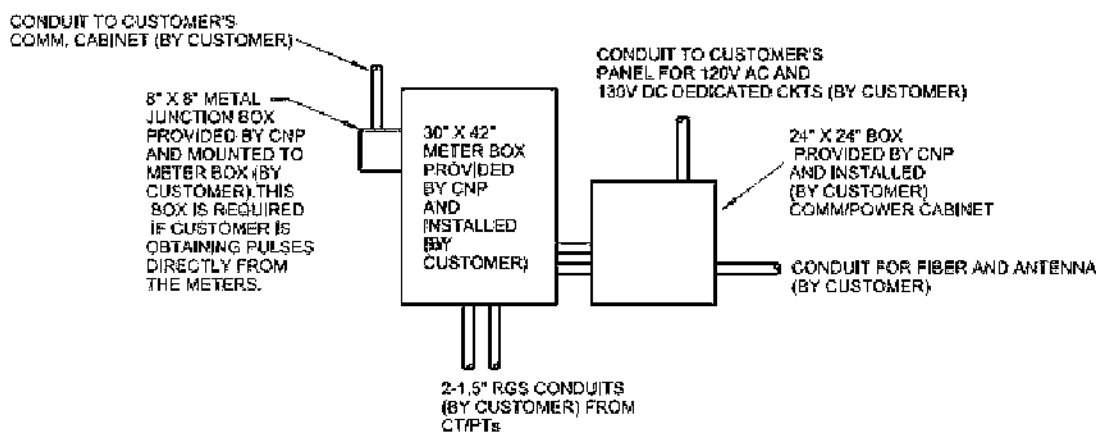 CONDUIT TO CUSTOMER'S
COMM. CABINET (BY CUSTOMER)
CONDUIT TO CUSTOMER'S
PANEL FOR 120V AC AND
130V DC DEDICATED CKTS (BY CUSTOMER)
8" X 8" METAL
JUNCTION BOX
PROVIDED BY CNP
AND MOUNTED TO
METER BOX (BY
CUSTOMER).THIS
BOX IS REQUIRED
IF CUSTOMER IS
OBTAINING PULSES
DIRECTLY FROM
THE METERS.
30" X 42"
METER BOX
PROVIDED
BY CNP
AND
INSTALLED
(BY
CUSTOMER)
24" X 24" BOX
PROVIDED BY CNP
AND INSTALLED
(BY CUSTOMER)
COMM/POWER CABINET
CONDUIT FOR FIBER AND ANTENNA
(BY CUSTOMER)
2-1.5" RGS CONDUITS
(BY CUSTOMER) FROM
CT/PTs